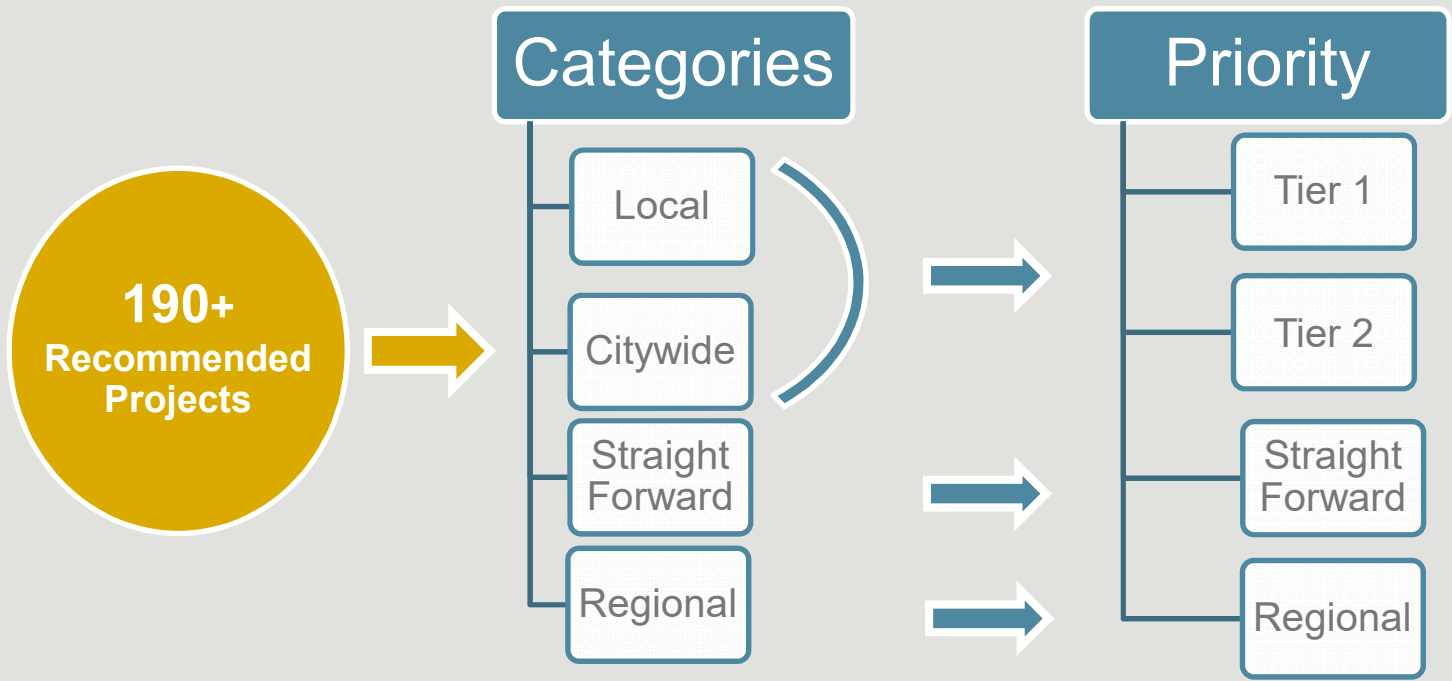 190+
Recommended
Projects
Categories
Local
Citywide
Straight
Forward
Regional
Priority
Tier 1
Tier 2
Straight
Forward
Regional